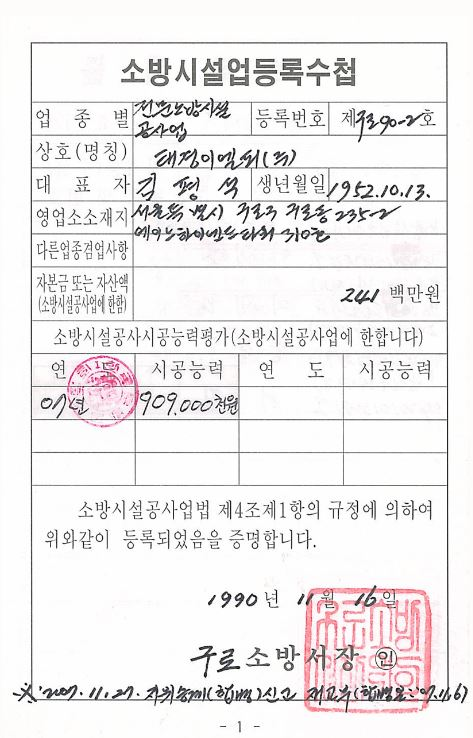 소방시설업등록수첩
업종별 전문소방시설공사업 등록번호 제구로90-2호
상호(명칭) 태정이엘피(주)
대표자 김평석 생년월일 1952.10.13.
영업소소재지 서울특별시 구로구 구로동 235-2
에이스하이엔드타워 310호
다른업종겸업사항
자본금 또는 자산액
(소방시설공사업에 한함) 241 백만원
소방시설공사시공능력평가(소방시설공사업에 한합니다)
연 도 시공능력 연 도 시공능력
07년 909,000천원
소방시설공사업법 제4조제1항의 규정에 의하여
위와같이 등록되었음을 증명합니다.
1990년 11월 16일
구로소방서장 인
※ 2007.11.27. 지위승계(합병)신고 재교부(합병일: 07.11.6)
- 1 -